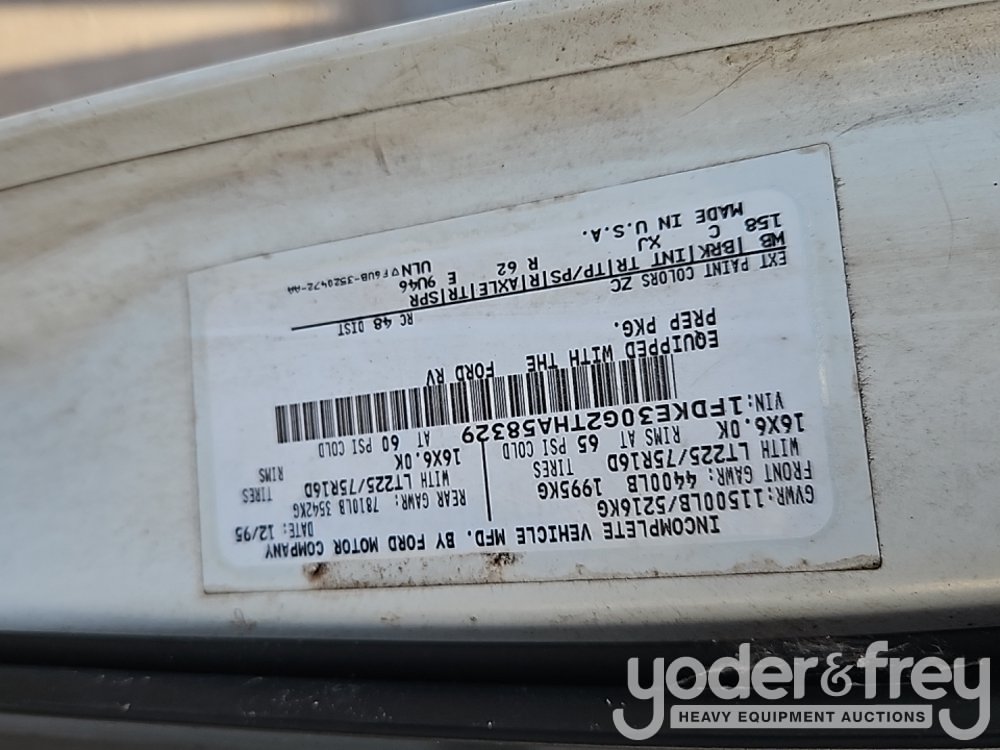 INCOMPLETE VEHICLE MFD. BY FORD MOTOR COMPANY
GVWR:11500LB/5216KG DATE: 12/95
FRONT GAWR: 4400LB 1995KG
WITH LT225/75R16D TIRES
16X6.0K RIMS AT 65 PSI COLD
REAR GAWR: 7810LB 3542KG
WITH LT225/75R16D TIRES
16X6.0K RIMS
AT 60 PSI COLD
VIN:1FDKE30G2THA58329
EQUIPPED WITH THE FORD RV
PREP PKG.
RC 48 DIST
EXT PAINT COLORS ZC
WB |BRK|INT TR|TP/PS|R|AXLE|TR|SPR
158 C XJ R 62 E 9U46
MADE IN U.S.A. ULN ▽F6UB-3520472-AA
yoder&frey
HEAVY EQUIPMENT AUCTIONS